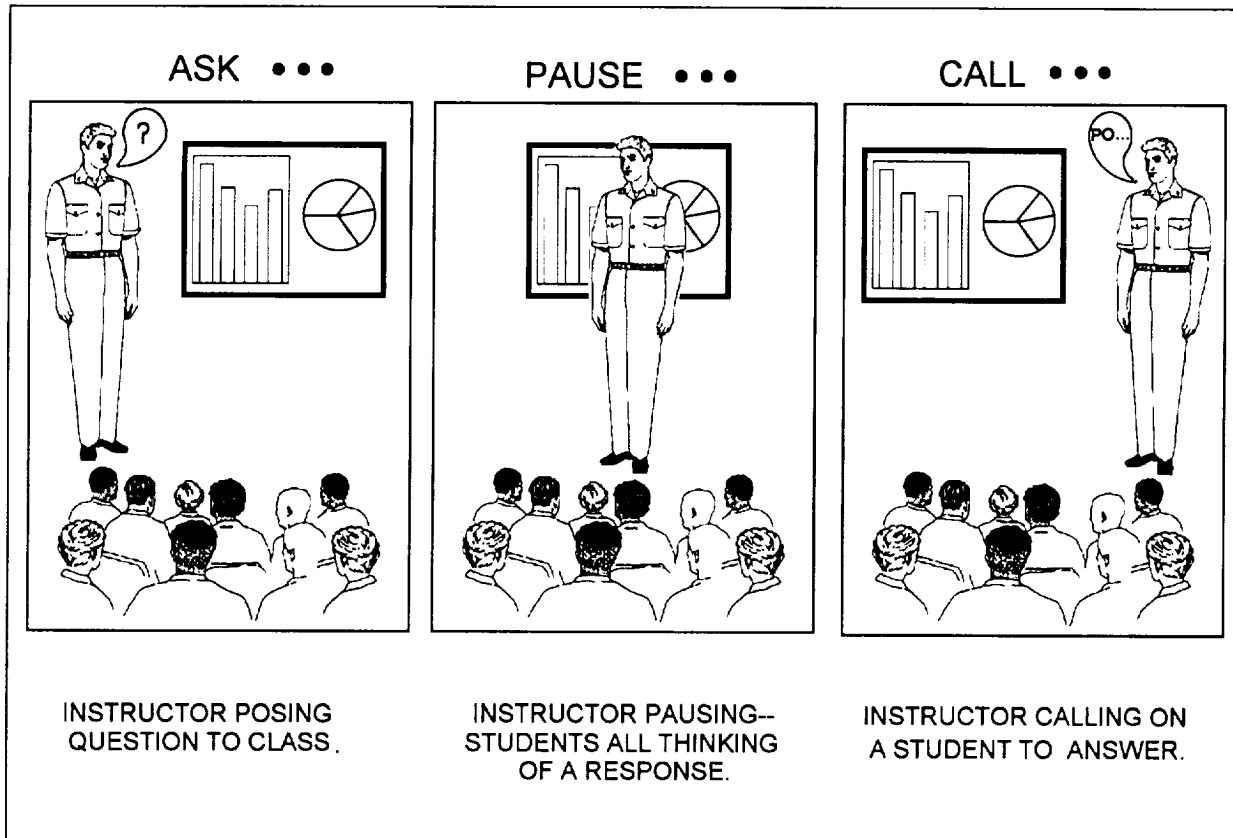 ASK •••
PAUSE •••
CALL •••
?
PO...
INSTRUCTOR POSING
QUESTION TO CLASS.
INSTRUCTOR PAUSING--
STUDENTS ALL THINKING
OF A RESPONSE.
INSTRUCTOR CALLING ON
A STUDENT TO ANSWER.